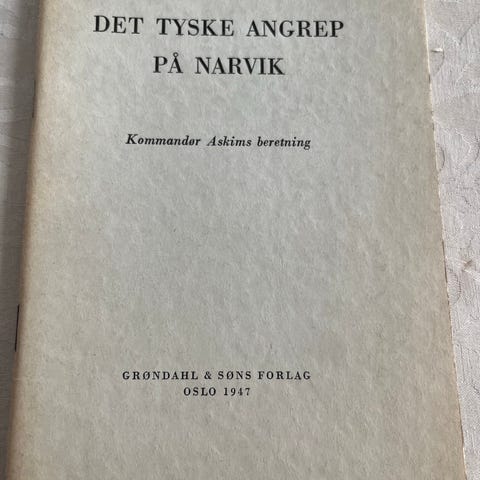 DET TYSKE ANGREP
PÅ NARVIK
Kommandør Askims beretning
GRØNDAHL & SØNS FORLAG
OSLO 1947